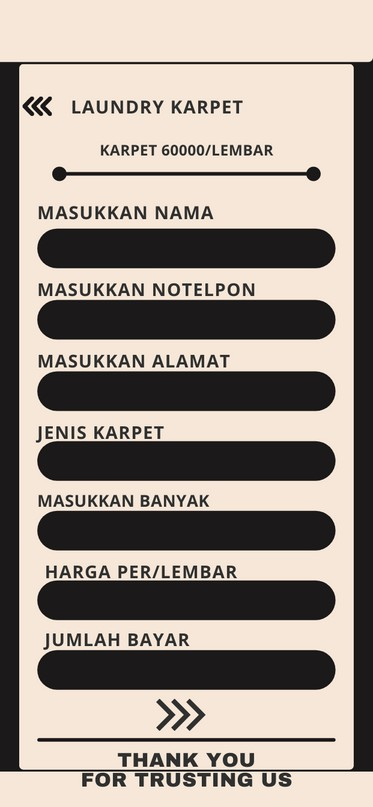 LAUNDRY KARPET
KARPET 60000/LEMBAR
MASUKKAN NAMA
MASUKKAN NOTELPON
MASUKKAN ALAMAT
JENIS KARPET
MASUKKAN BANYAK
HARGA PER/LEMBAR
JUMLAH BAYAR
THANK YOU
FOR TRUSTING US